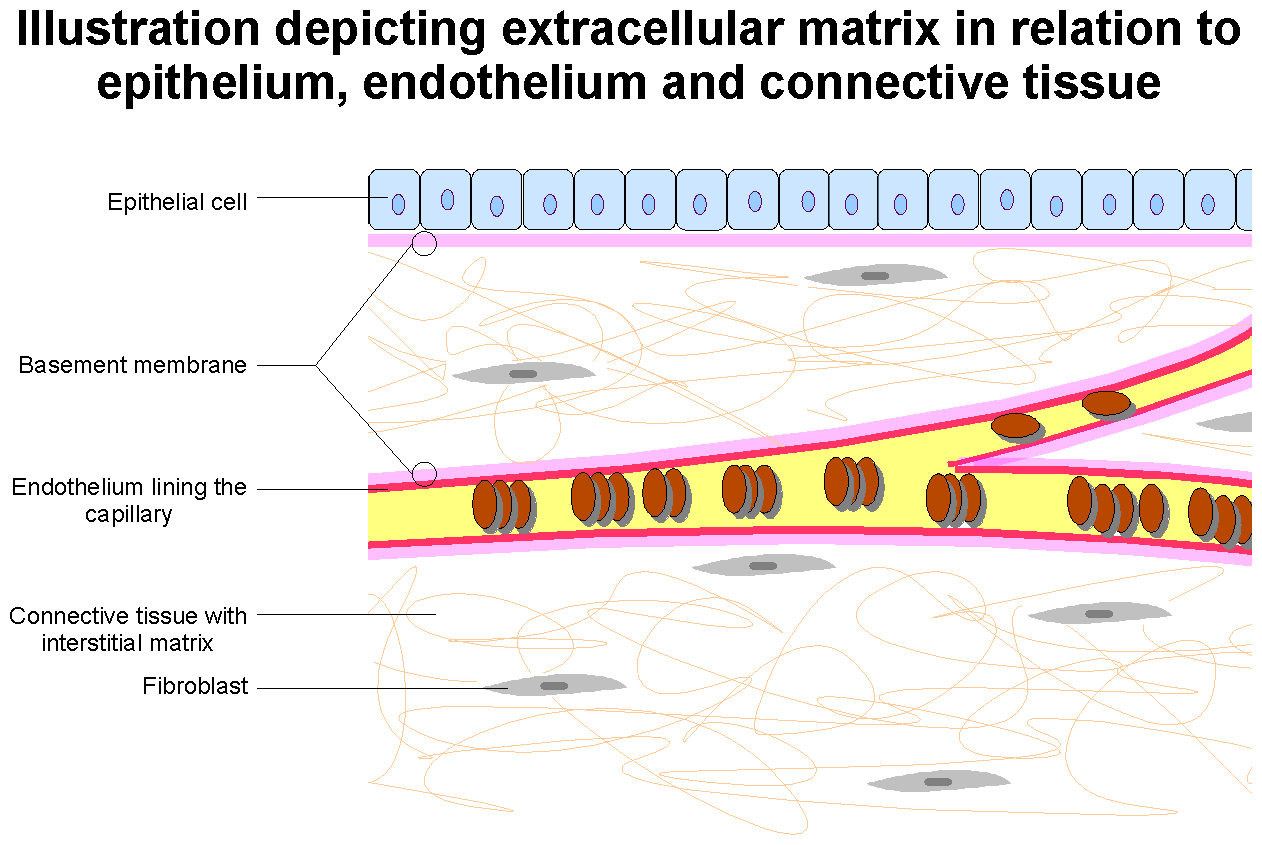 Illustration depicting extracellular matrix in relation to
epithelium, endothelium and connective tissue
Epithelial cell
Basement membrane
Endothelium lining the
capillary
Connective tissue with
interstitial matrix
Fibroblast